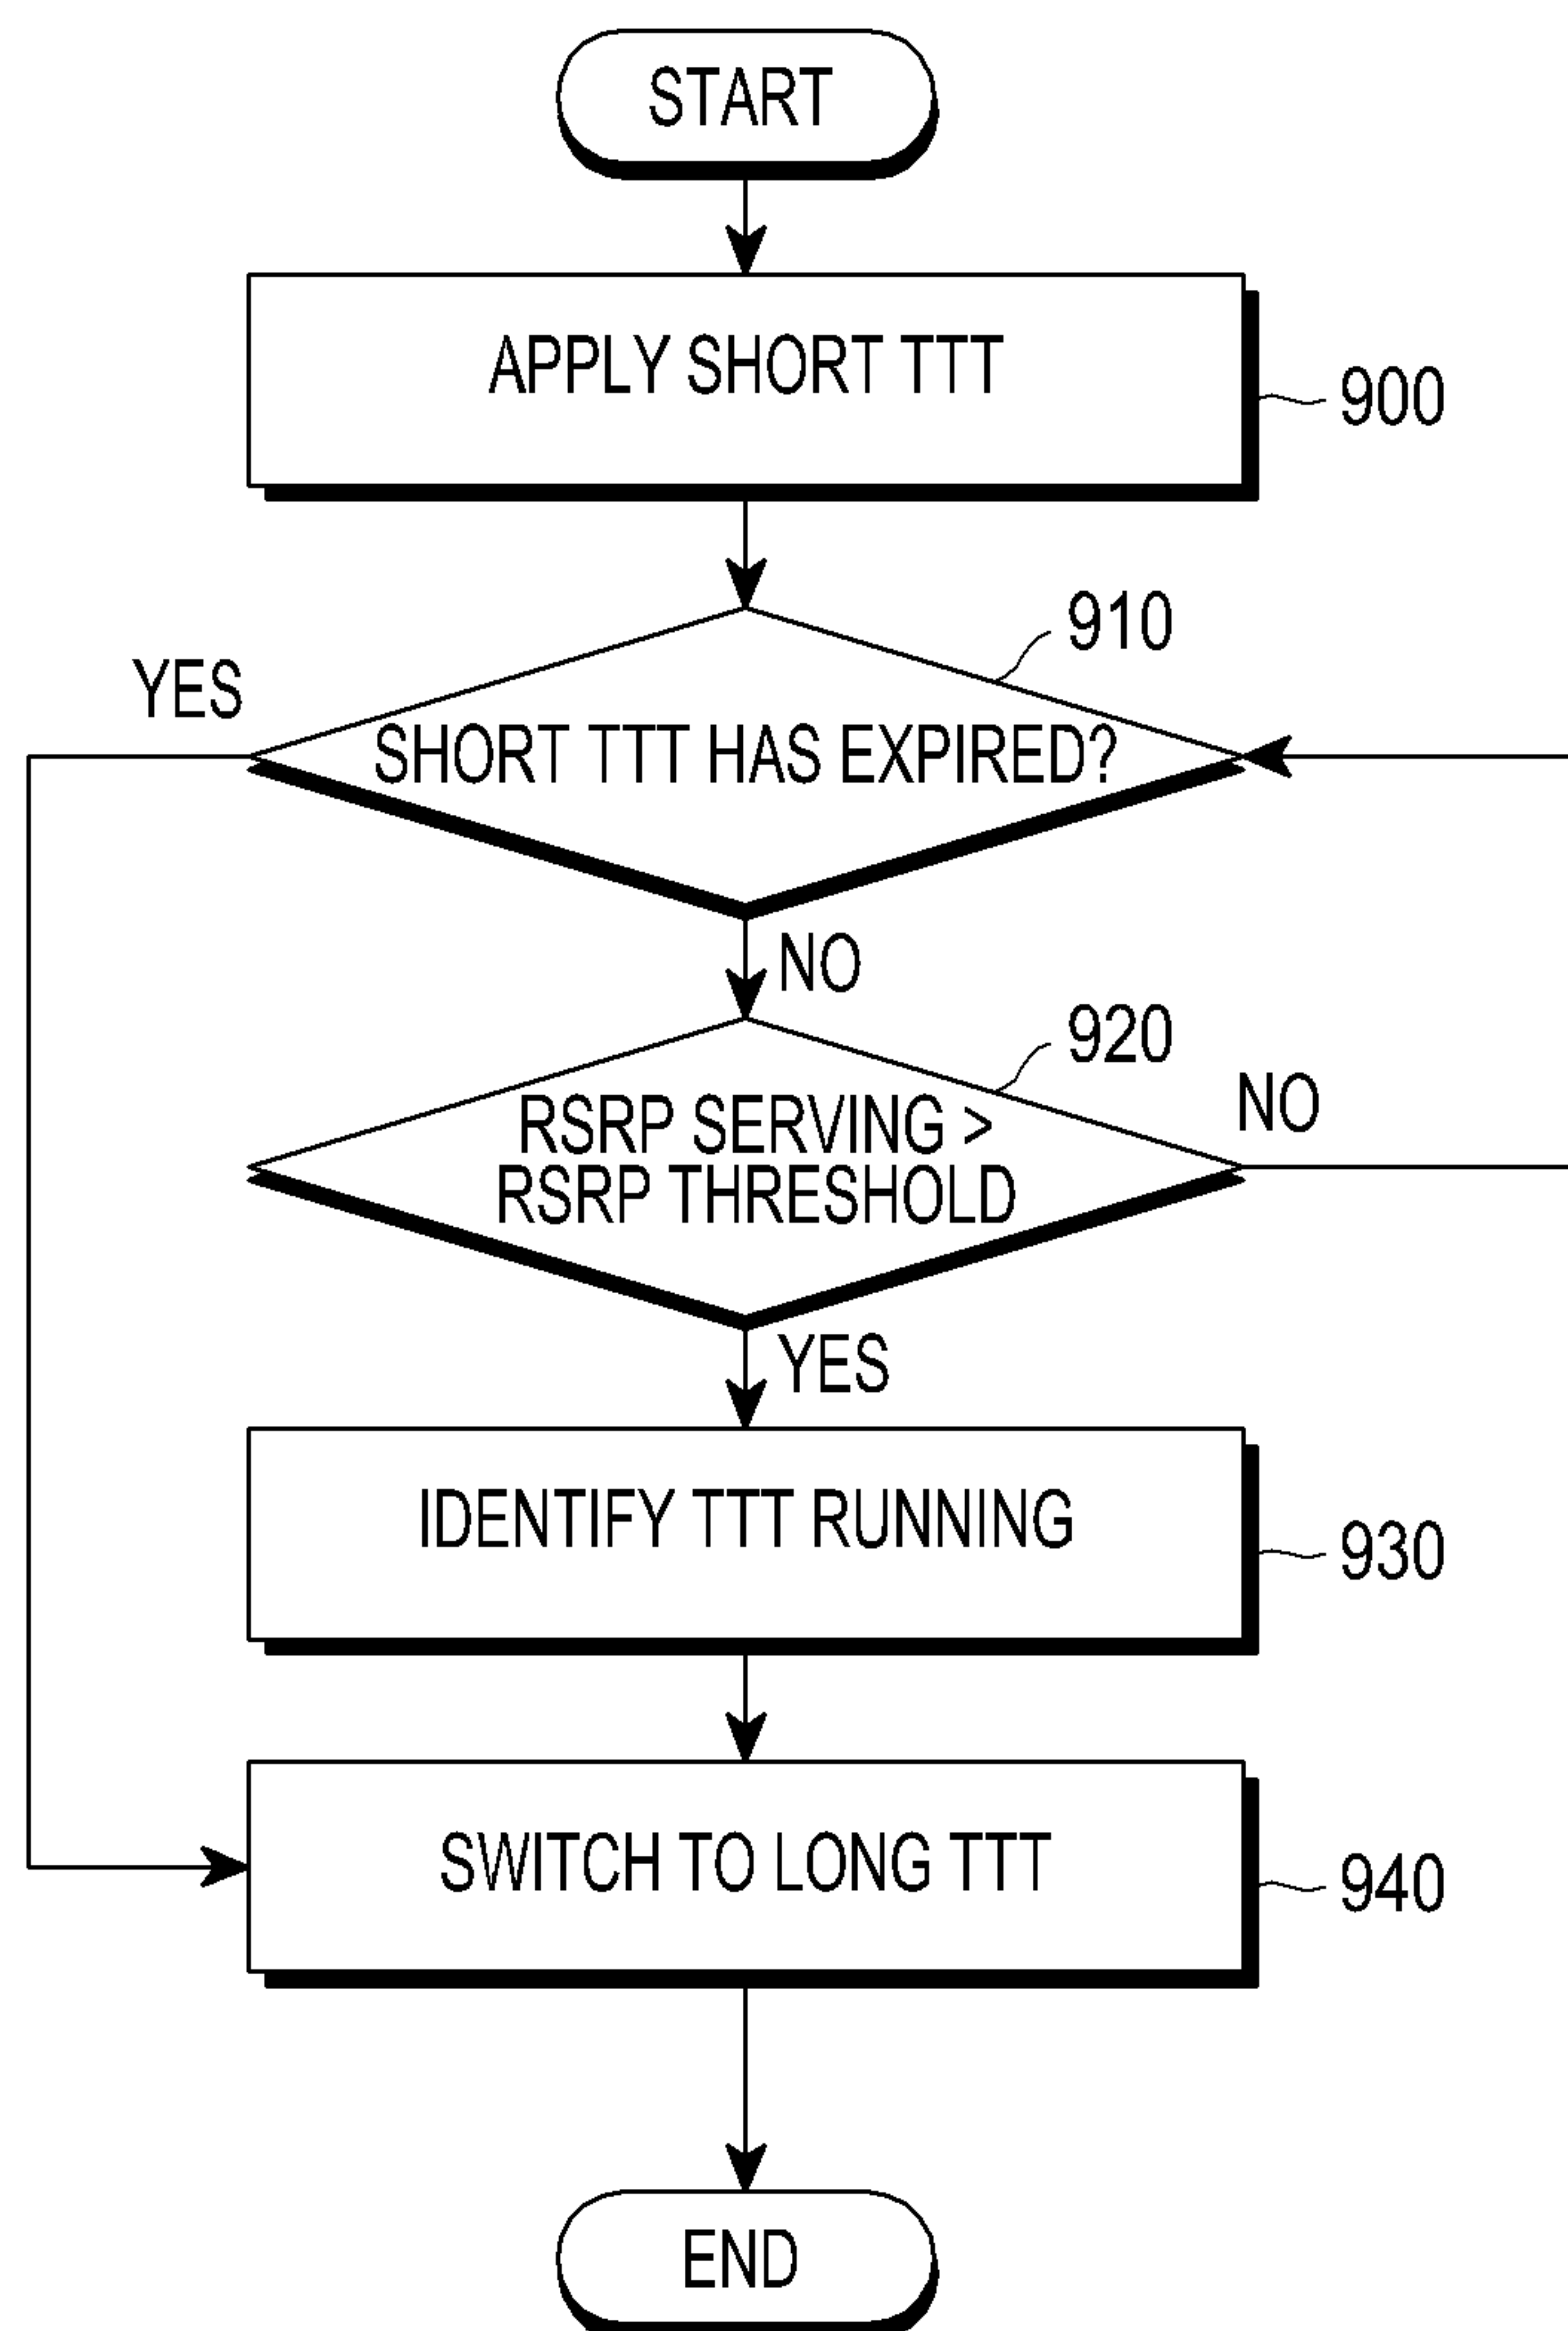 START
APPLY SHORT TTT
900
910
YES
SHORT TTT HAS EXPIRED?
NO
920
NO
RSRP SERVING >
RSRP THRESHOLD
YES
IDENTIFY TTT RUNNING
930
SWITCH TO LONG TTT
940
END